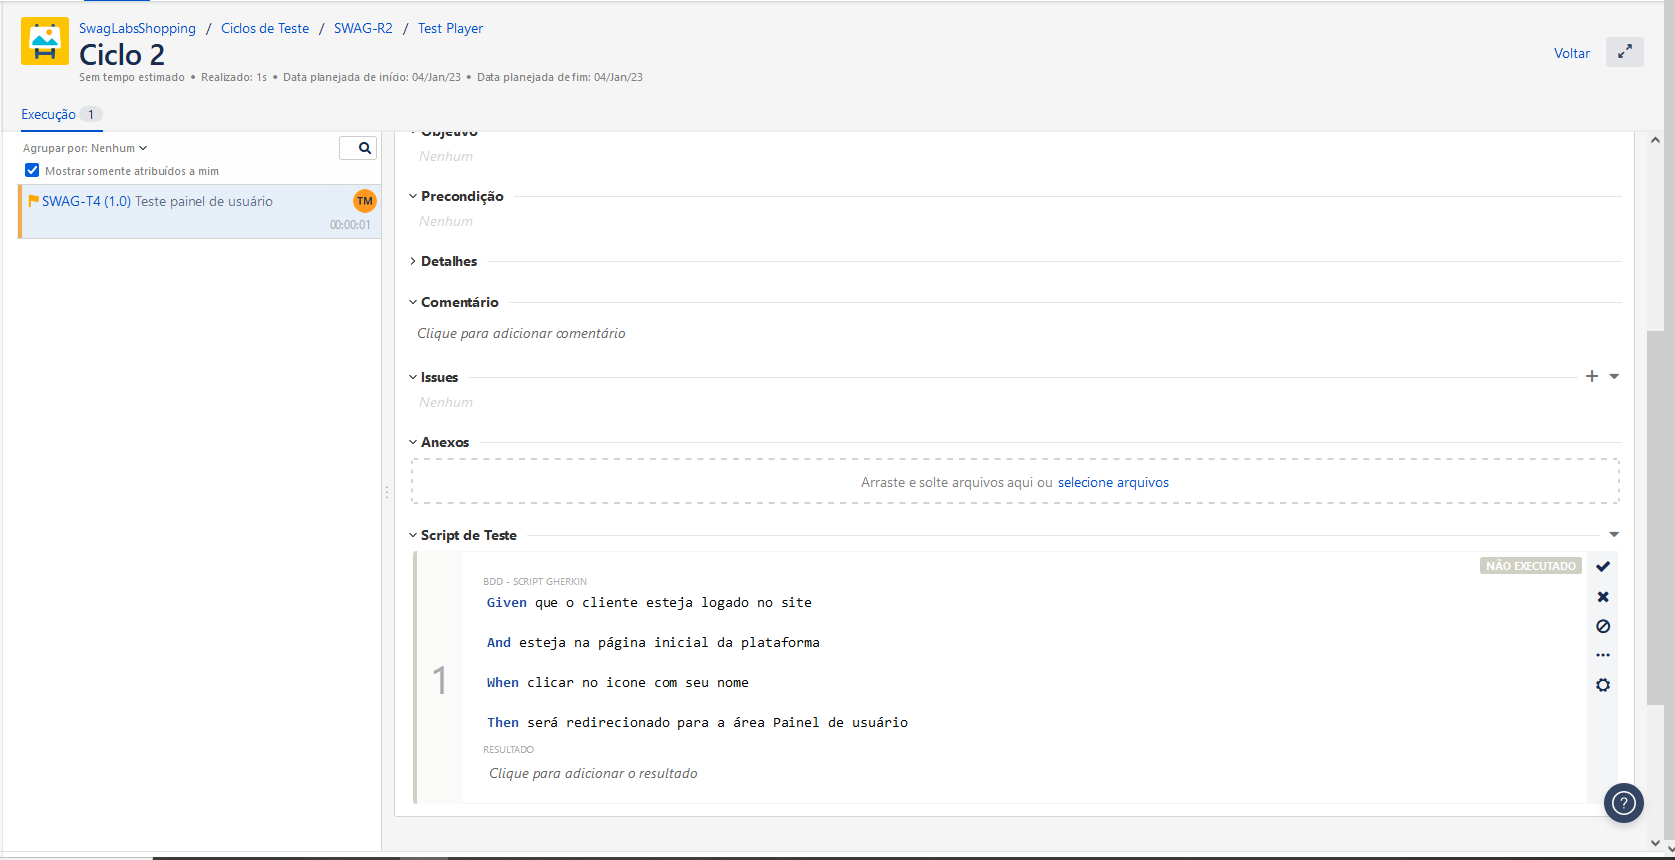 SwagLabsShopping / Ciclos de Teste / SWAG-R2 / Test Player
Ciclo 2
Sem tempo estimado • Realizado: 1s • Data planejada de início: 04/Jan/23 • Data planejada de fim: 04/Jan/23
Voltar
Execução 1
Agrupar por: Nenhum
Mostrar somente atribuídos a mim
SWAG-T4 (1.0) Teste painel de usuário
TM
00:00:01
Objetivo
Nenhum
Precondição
Nenhum
Detalhes
Comentário
Clique para adicionar comentário
Issues
Nenhum
Anexos
Arraste e solte arquivos aqui ou selecione arquivos
Script de Teste
NÃO EXECUTADO
1
BDD - SCRIPT GHERKIN
Given que o cliente esteja logado no site
And esteja na página inicial da plataforma
When clicar no icone com seu nome
Then será redirecionado para a área Painel de usuário
RESULTADO
Clique para adicionar o resultado
?